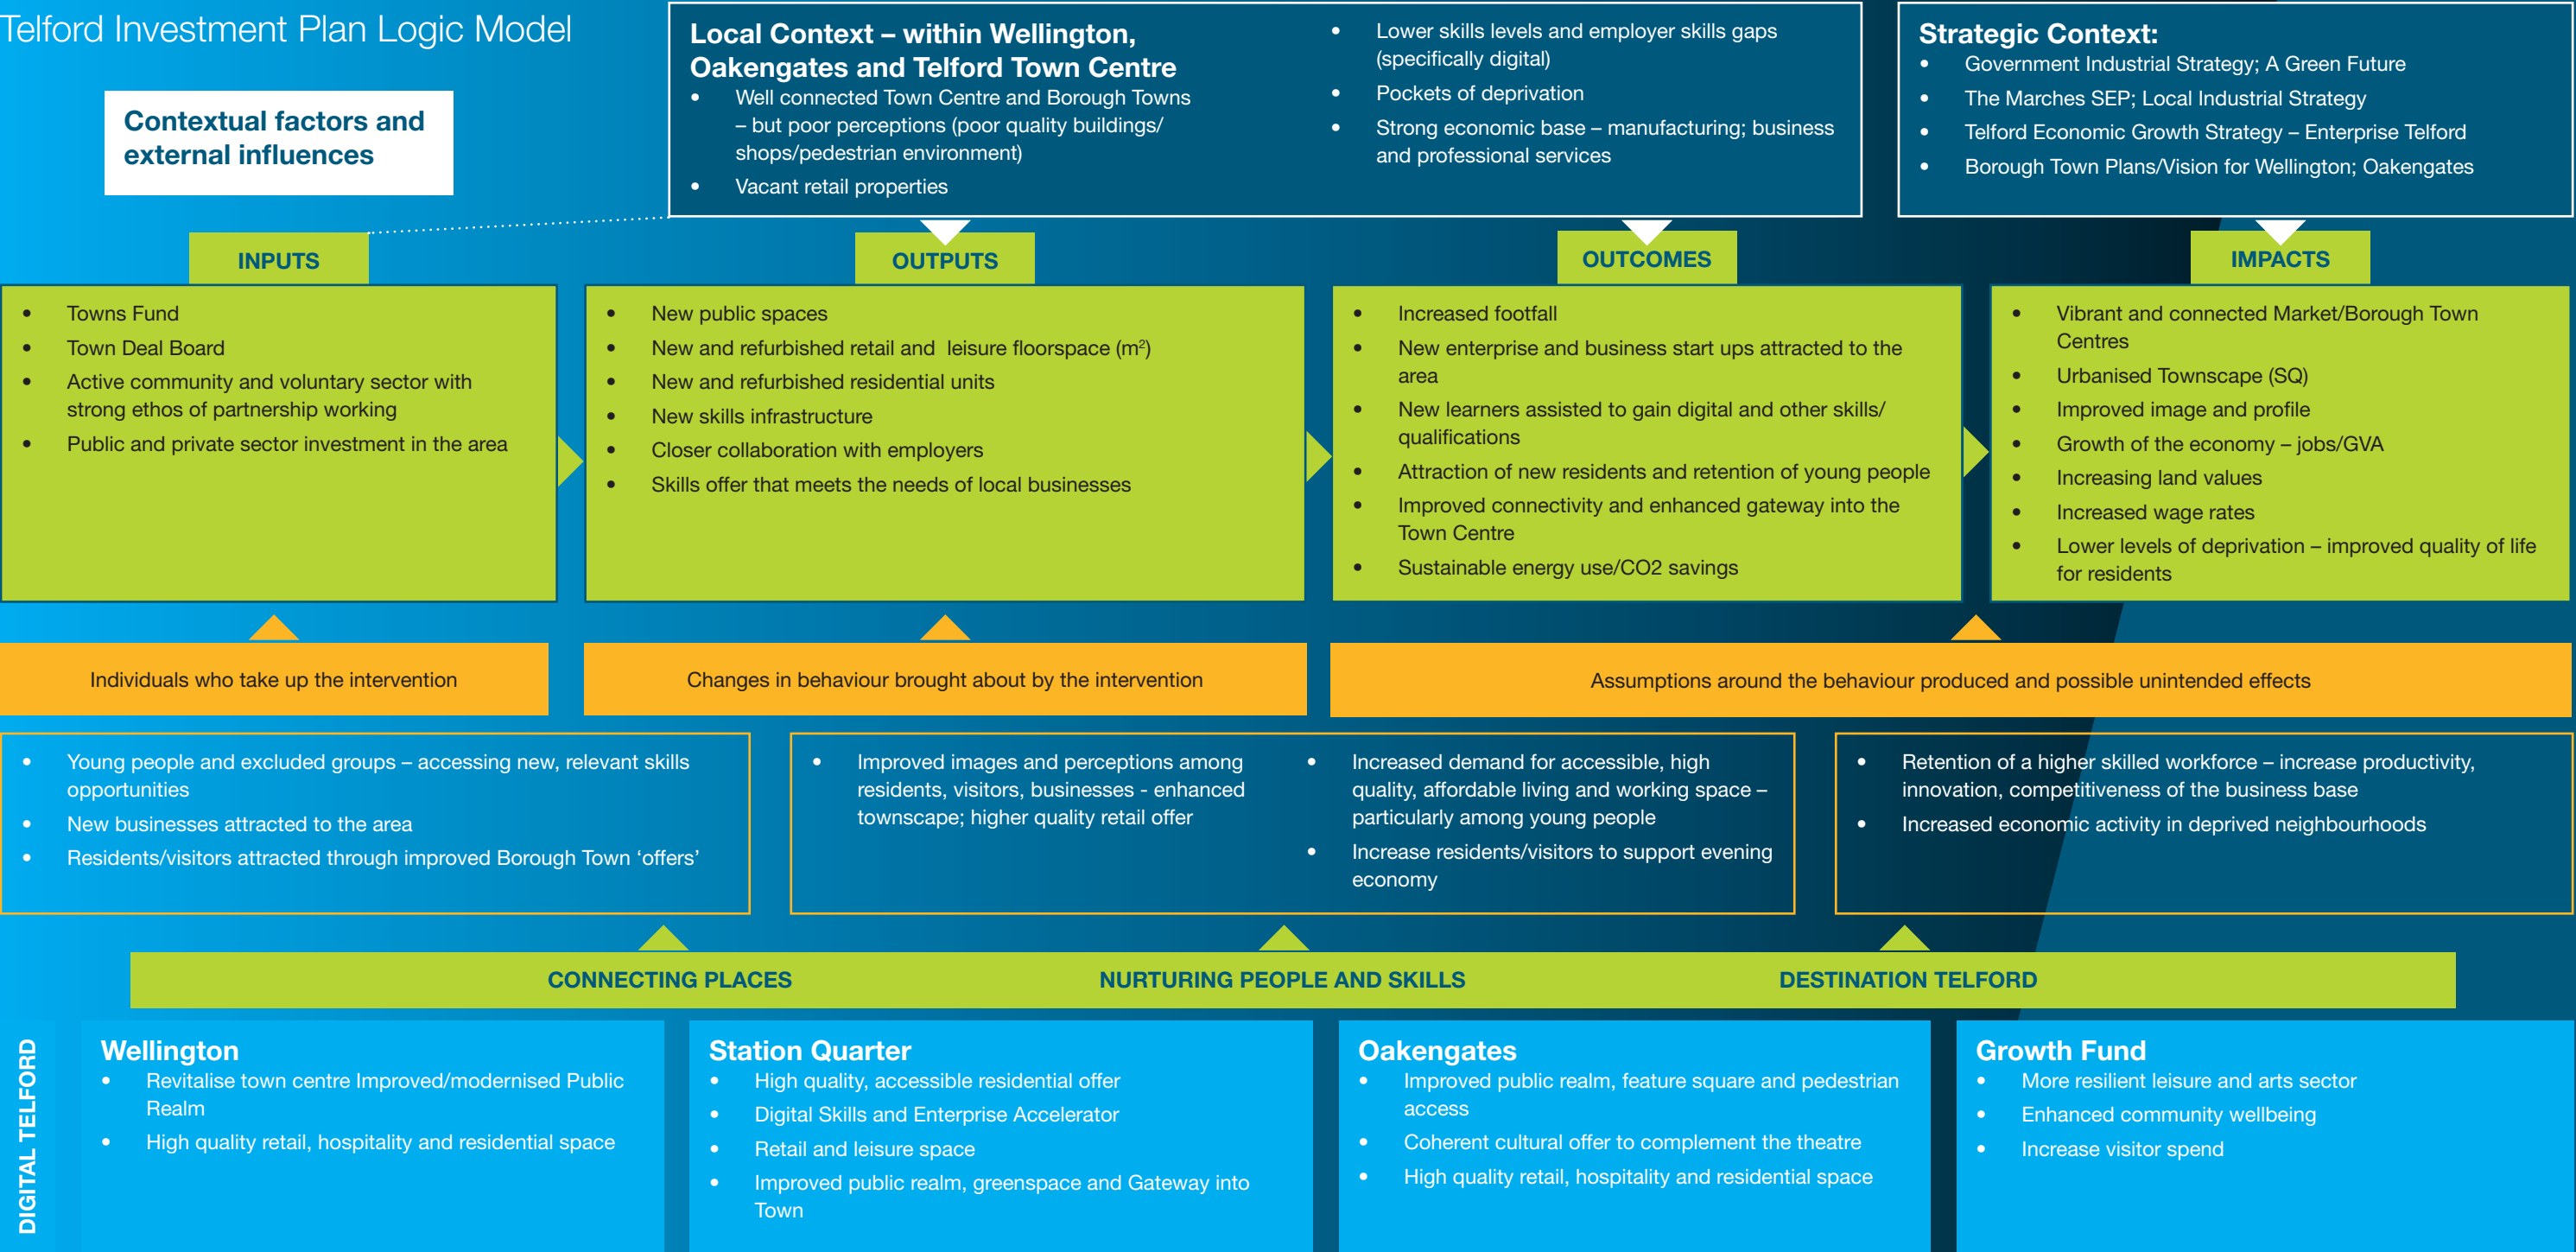 Telford Investment Plan Logic Model
Contextual factors and
external influences
Local Context – within Wellington,
Oakengates and Telford Town Centre
• Well connected Town Centre and Borough Towns
– but poor perceptions (poor quality buildings/
shops/pedestrian environment)
• Vacant retail properties
• Lower skills levels and employer skills gaps
(specifically digital)
• Pockets of deprivation
• Strong economic base – manufacturing; business
and professional services
Strategic Context:
• Government Industrial Strategy; A Green Future
• The Marches SEP; Local Industrial Strategy
• Telford Economic Growth Strategy – Enterprise Telford
• Borough Town Plans/Vision for Wellington; Oakengates
INPUTS
• Towns Fund
• Town Deal Board
• Active community and voluntary sector with
strong ethos of partnership working
• Public and private sector investment in the area
OUTPUTS
• New public spaces
• New and refurbished retail and leisure floorspace (m²)
• New and refurbished residential units
• New skills infrastructure
• Closer collaboration with employers
• Skills offer that meets the needs of local businesses
OUTCOMES
• Increased footfall
• New enterprise and business start ups attracted to the
area
• New learners assisted to gain digital and other skills/
qualifications
• Attraction of new residents and retention of young people
• Improved connectivity and enhanced gateway into the
Town Centre
• Sustainable energy use/CO2 savings
IMPACTS
• Vibrant and connected Market/Borough Town
Centres
• Urbanised Townscape (SQ)
• Improved image and profile
• Growth of the economy – jobs/GVA
• Increasing land values
• Increased wage rates
• Lower levels of deprivation – improved quality of life
for residents
Individuals who take up the intervention
Changes in behaviour brought about by the intervention
Assumptions around the behaviour produced and possible unintended effects
• Young people and excluded groups – accessing new, relevant skills
opportunities
• New businesses attracted to the area
• Residents/visitors attracted through improved Borough Town ‘offers’
• Improved images and perceptions among
residents, visitors, businesses - enhanced
townscape; higher quality retail offer
• Increased demand for accessible, high
quality, affordable living and working space –
particularly among young people
• Increase residents/visitors to support evening
economy
• Retention of a higher skilled workforce – increase productivity,
innovation, competitiveness of the business base
• Increased economic activity in deprived neighbourhoods
CONNECTING PLACES
NURTURING PEOPLE AND SKILLS
DESTINATION TELFORD
DIGITAL TELFORD
Wellington
• Revitalise town centre Improved/modernised Public
Realm
• High quality retail, hospitality and residential space
Station Quarter
• High quality, accessible residential offer
• Digital Skills and Enterprise Accelerator
• Retail and leisure space
• Improved public realm, greenspace and Gateway into
Town
Oakengates
• Improved public realm, feature square and pedestrian
access
• Coherent cultural offer to complement the theatre
• High quality retail, hospitality and residential space
Growth Fund
• More resilient leisure and arts sector
• Enhanced community wellbeing
• Increase visitor spend